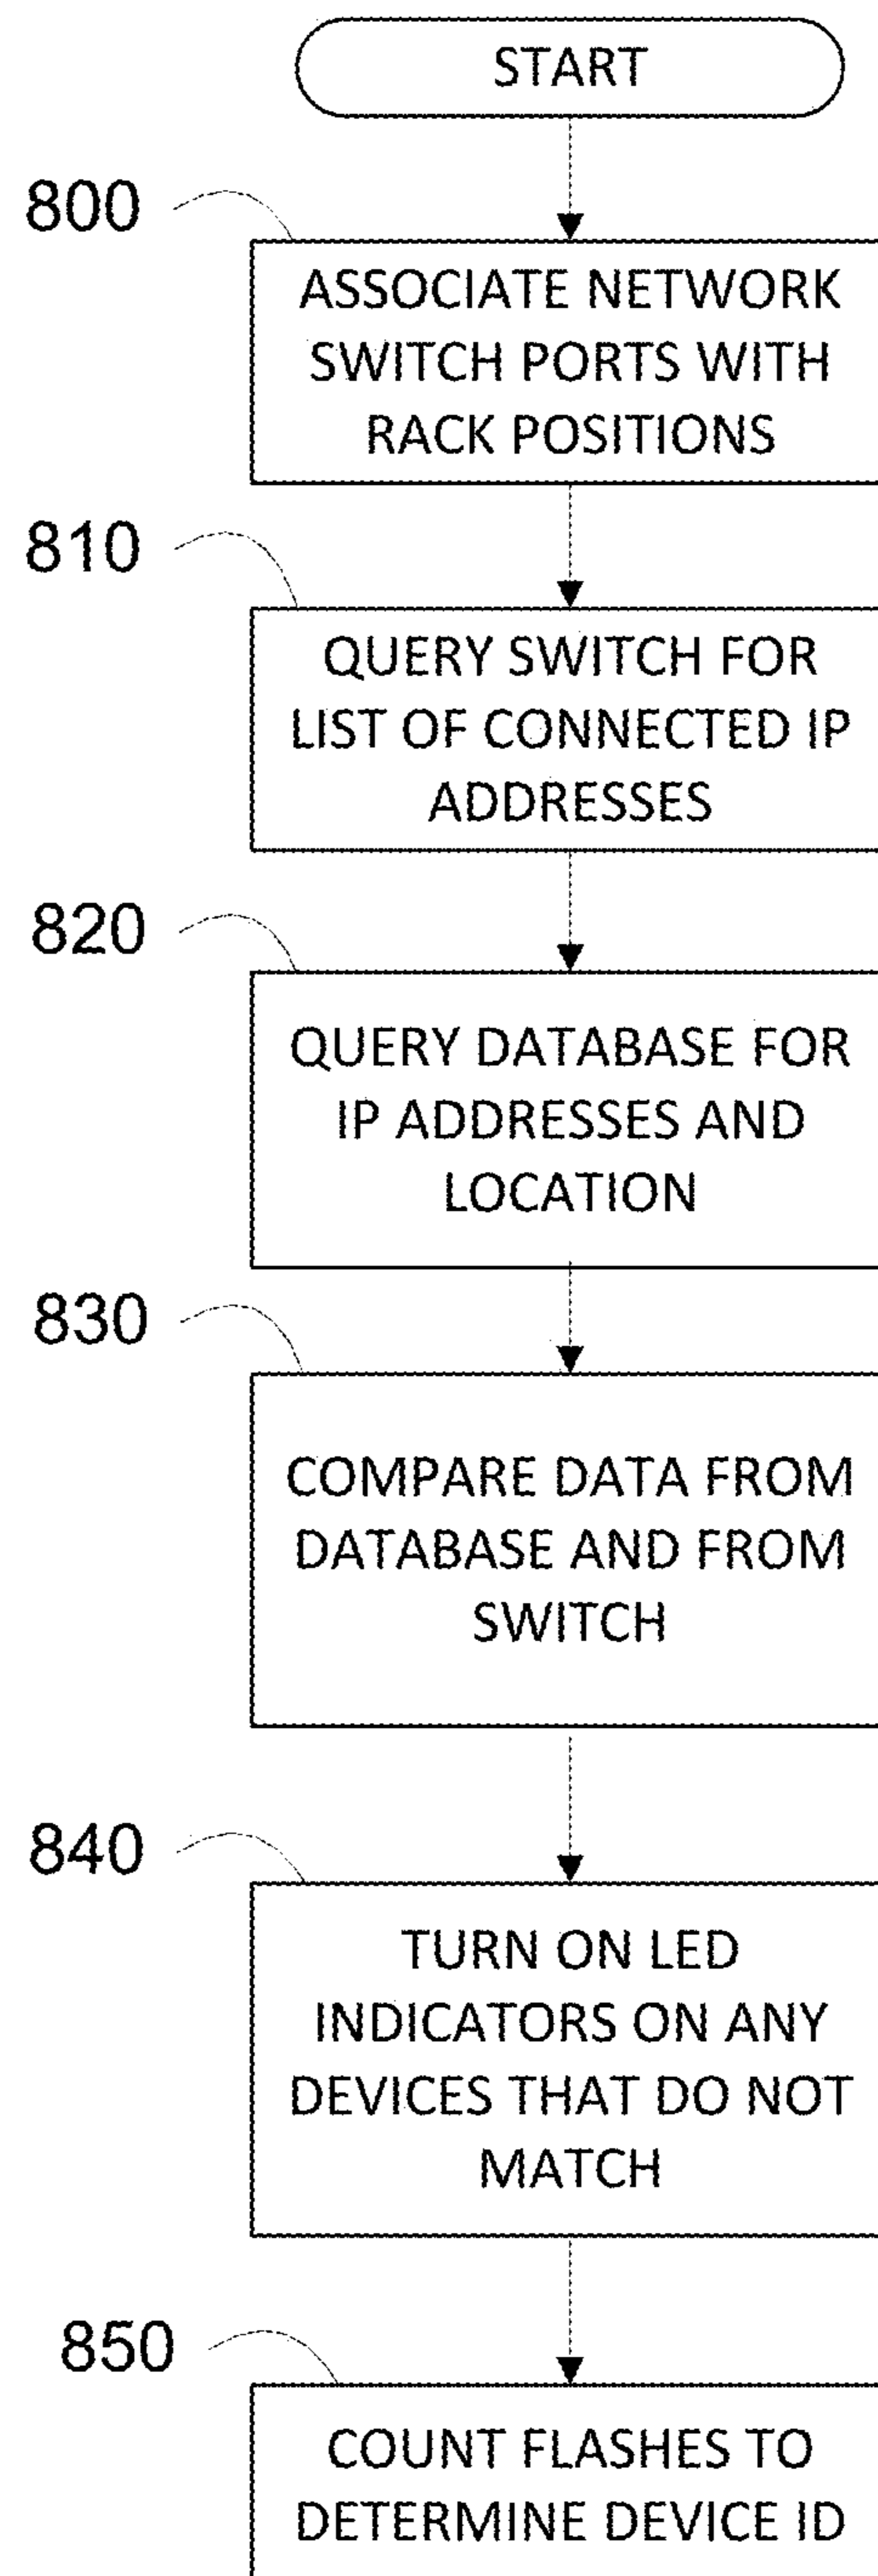 START
800
ASSOCIATE NETWORK
SWITCH PORTS WITH
RACK POSITIONS
810
QUERY SWITCH FOR
LIST OF CONNECTED IP
ADDRESSES
820
QUERY DATABASE FOR
IP ADDRESSES AND
LOCATION
830
COMPARE DATA FROM
DATABASE AND FROM
SWITCH
840
TURN ON LED
INDICATORS ON ANY
DEVICES THAT DO NOT
MATCH
850
COUNT FLASHES TO
DETERMINE DEVICE ID